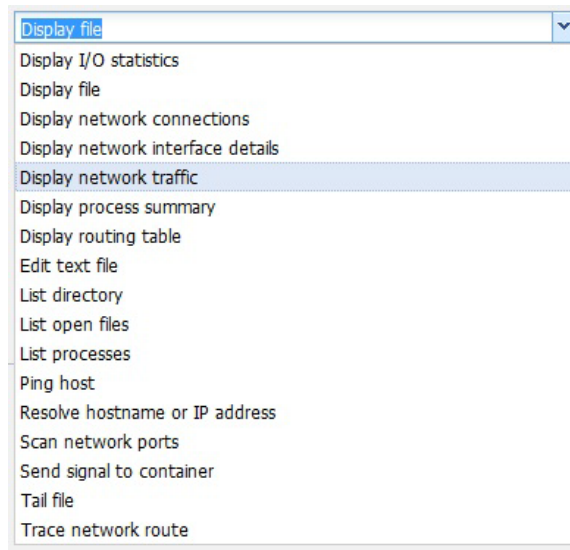 Display file
Display I/O statistics
Display file
Display network connections
Display network interface details
Display network traffic
Display process summary
Display routing table
Edit text file
List directory
List open files
List processes
Ping host
Resolve hostname or IP address
Scan network ports
Send signal to container
Tail file
Trace network route